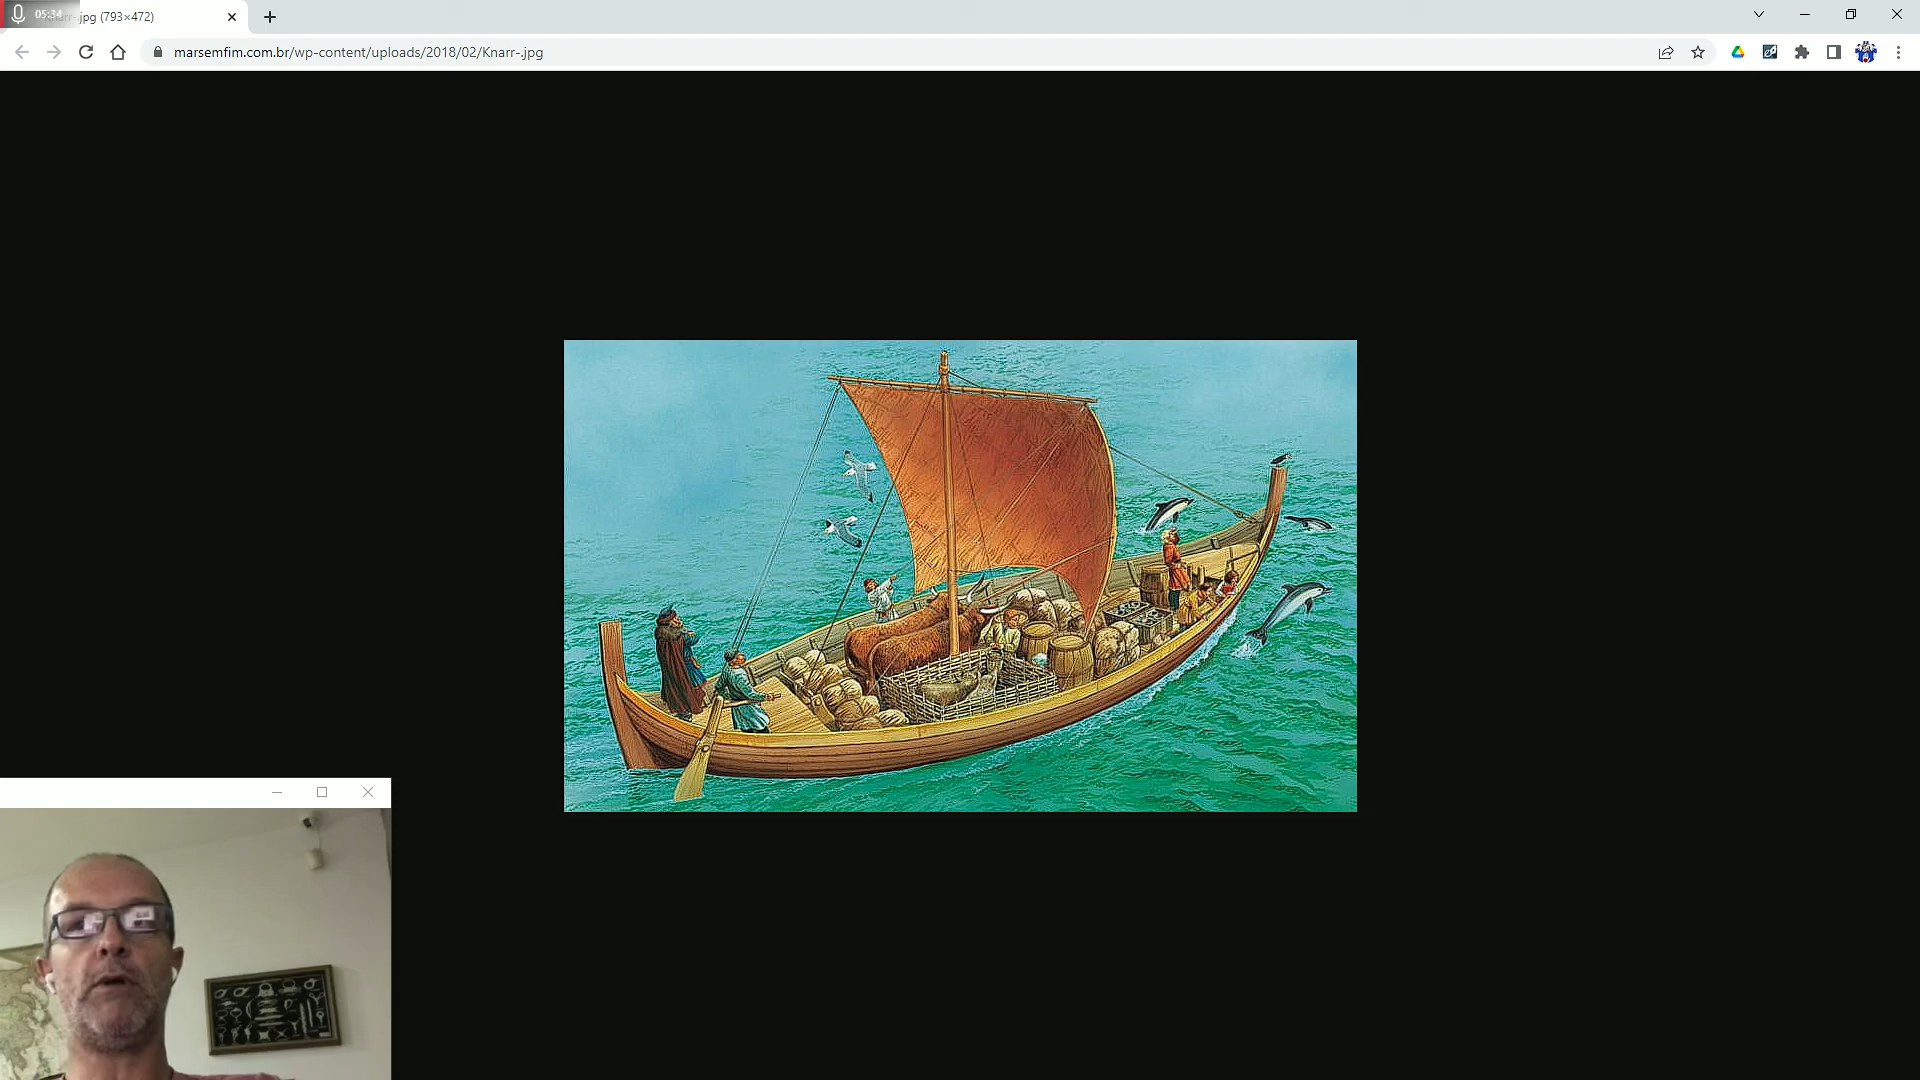 05:34
.jpg (793×472)
marsemfim.com.br/wp-content/uploads/2018/02/Knarr-.jpg